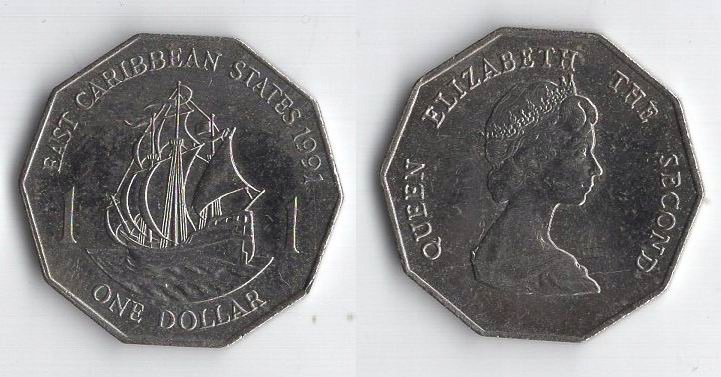 EAST CARIBBEAN STATES 1991
1 1
ONE DOLLAR
QUEEN ELIZABETH THE SECOND